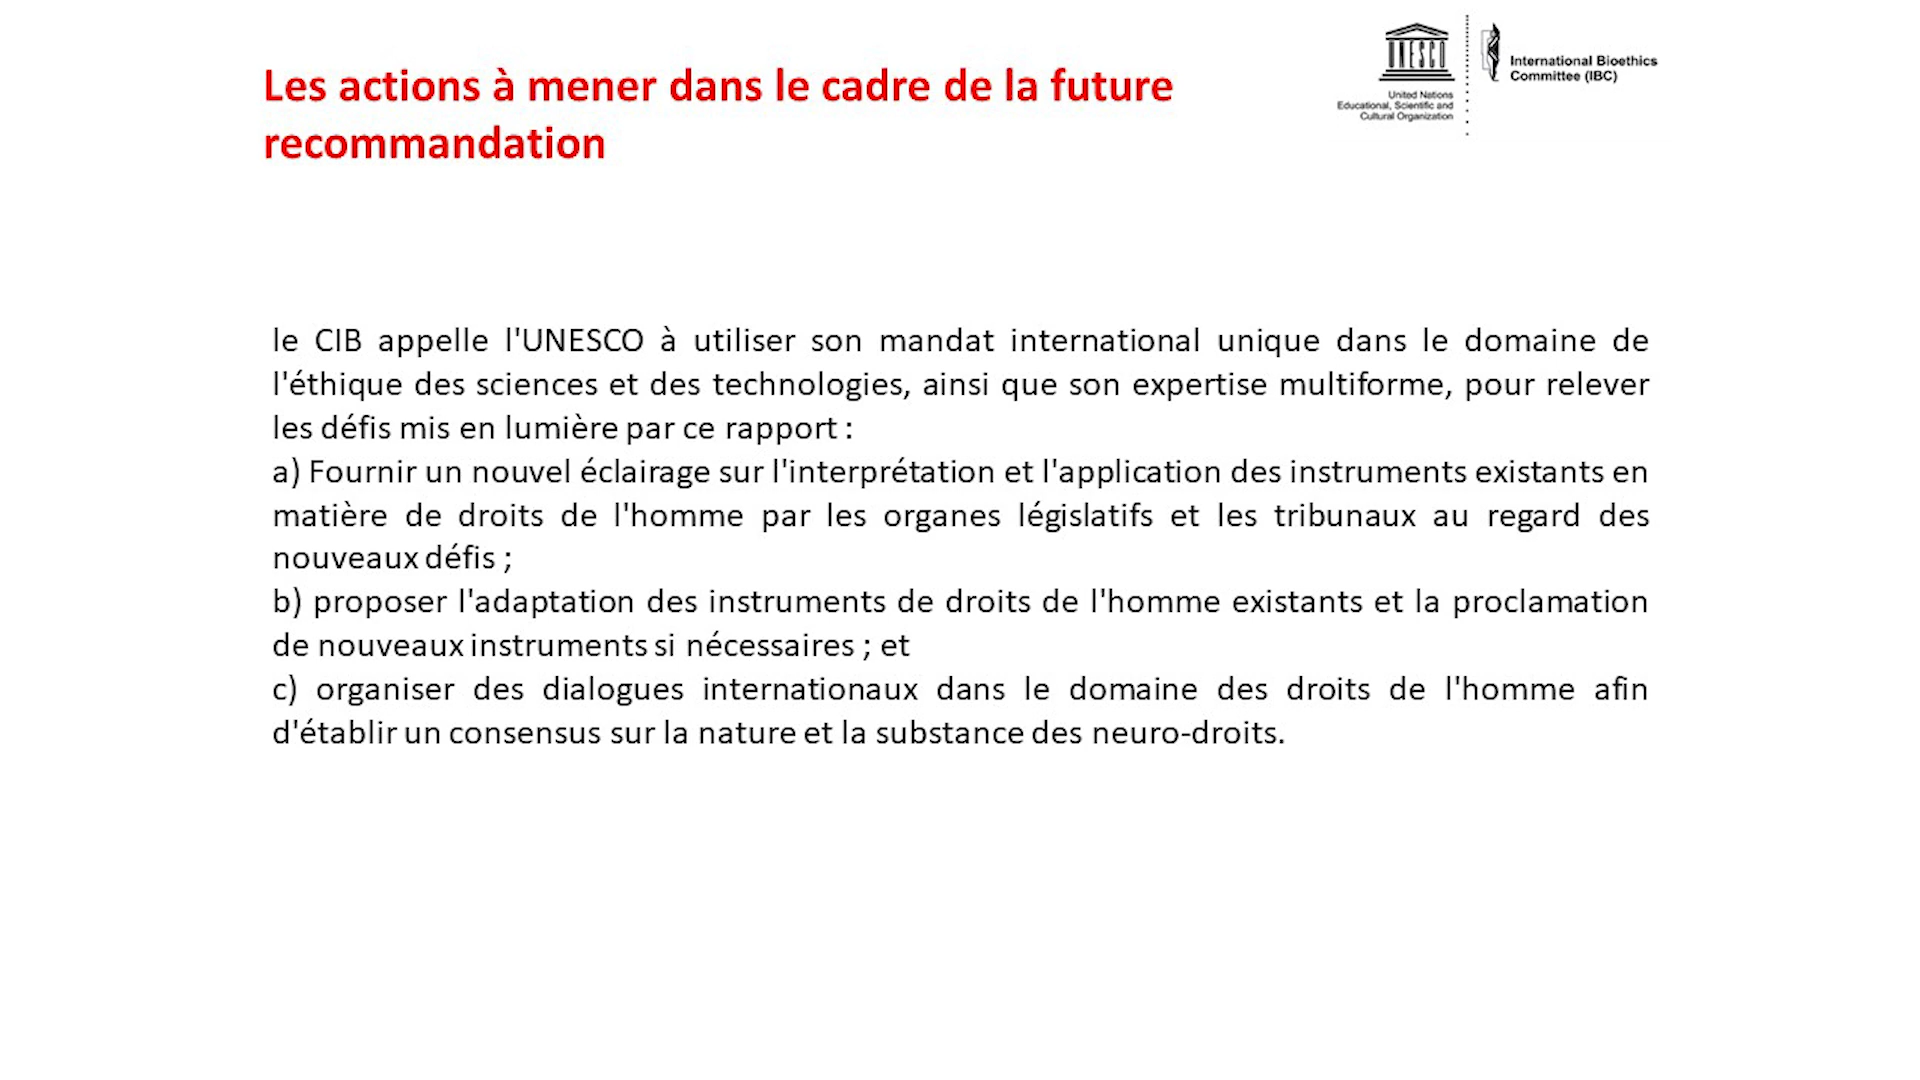 Les actions à mener dans le cadre de la future
recommandation
UNESCO
United Nations
Educational, Scientific and
Cultural Organization
International Bioethics
Committee (IBC)
le CIB appelle l'UNESCO à utiliser son mandat international unique dans le domaine de
l'éthique des sciences et des technologies, ainsi que son expertise multiforme, pour relever
les défis mis en lumière par ce rapport :
a) Fournir un nouvel éclairage sur l'interprétation et l'application des instruments existants en
matière de droits de l'homme par les organes législatifs et les tribunaux au regard des
nouveaux défis ;
b) proposer l'adaptation des instruments de droits de l'homme existants et la proclamation
de nouveaux instruments si nécessaires ; et
c) organiser des dialogues internationaux dans le domaine des droits de l'homme afin
d'établir un consensus sur la nature et la substance des neuro-droits.